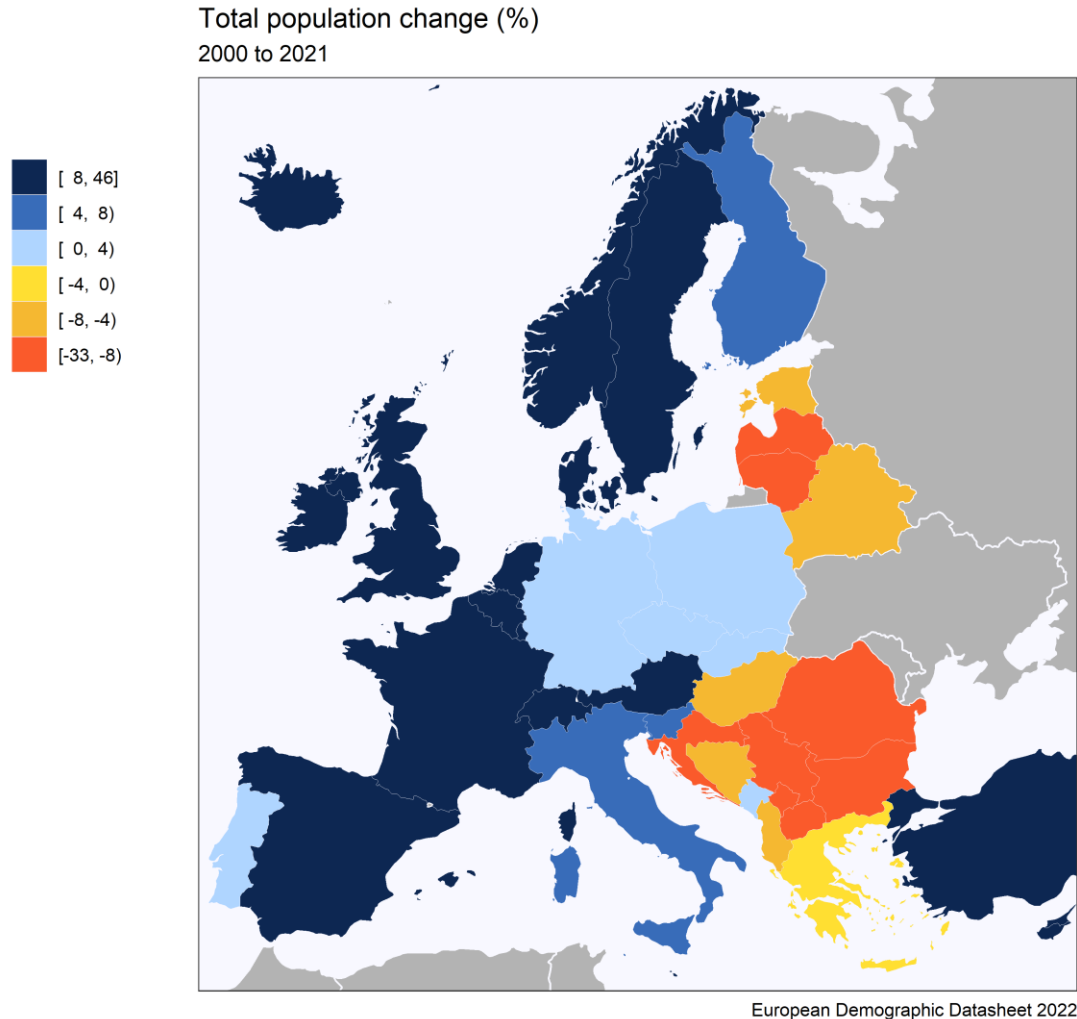 Total population change (%)
2000 to 2021
[ 8, 46]
[ 4, 8)
[ 0, 4)
[ -4, 0)
[ -8, -4)
[-33, -8)
European Demographic Datasheet 2022